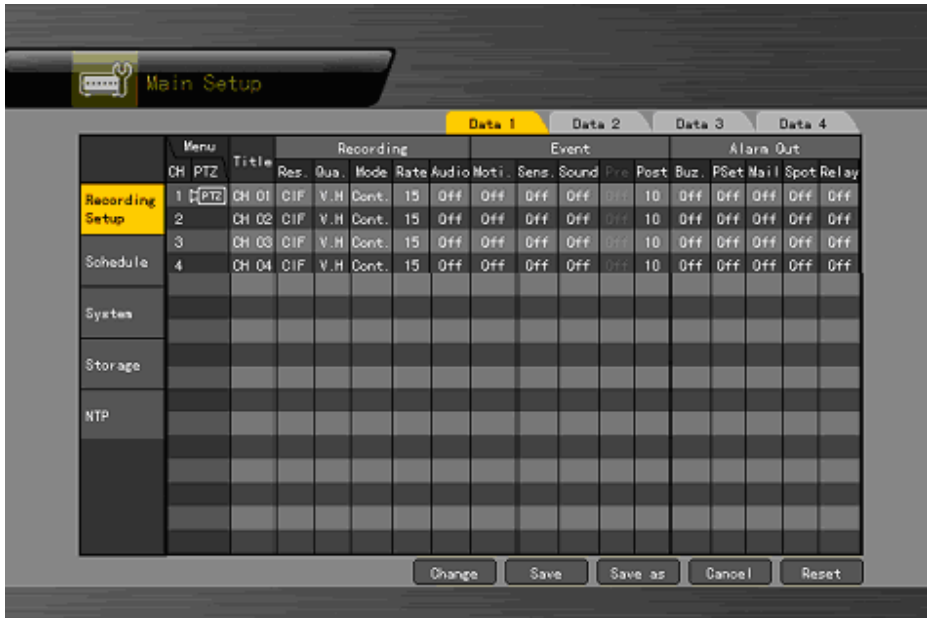 Main Setup
Data 1 Data 2 Data 3 Data 4
Menu Title Recording Event Alarm Out
CH PTZ Res. Qua. Mode Rate Audio Moti. Sens. Sound Pre Post Buz. PSet Mail Spot Relay
Recording Setup
Schedule
System
Storage
NTP
1 PTZ CH 01 CIF V.H Cont. 15 Off Off Off Off Off 10 Off Off Off Off Off
2 CH 02 CIF V.H Cont. 15 Off Off Off Off Off 10 Off Off Off Off Off
3 CH 03 CIF V.H Cont. 15 Off Off Off Off Off 10 Off Off Off Off Off
4 CH 04 CIF V.H Cont. 15 Off Off Off Off Off 10 Off Off Off Off Off
Change Save Save as Cancel Reset